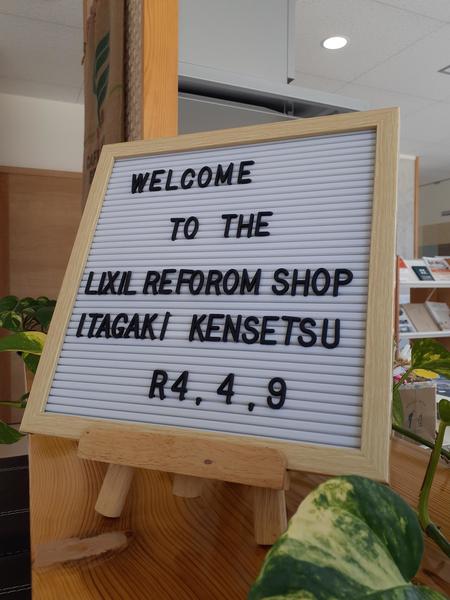 WELCOME
TO THE
LIXIL REFOROM SHOP
ITAGAKI KENSETSU
R4,4,9